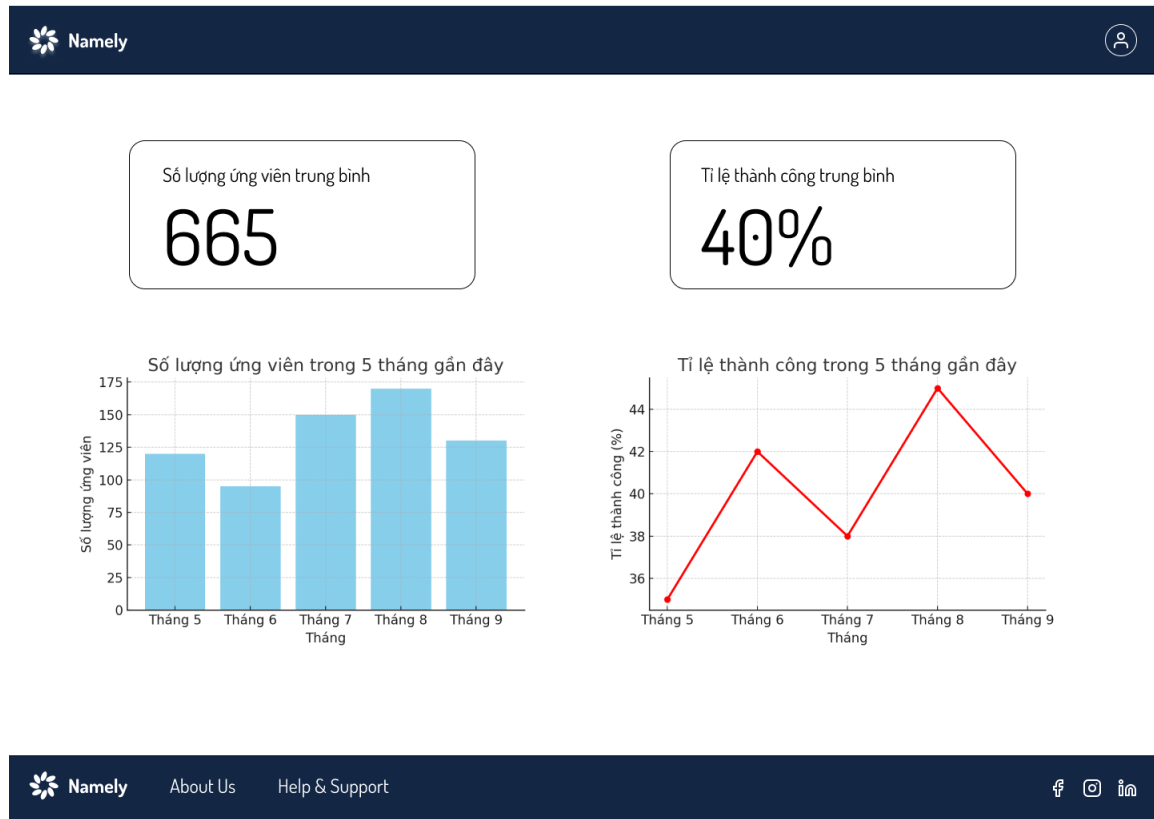 Namely
Số lượng ứng viên trung bình
665
Tỉ lệ thành công trung bình
40%
Số lượng ứng viên trong 5 tháng gần đây
175
150
125
100
75
50
25
0
Số lượng ứng viên
Tháng 5 Tháng 6 Tháng 7 Tháng 8 Tháng 9
Tháng
Tỉ lệ thành công trong 5 tháng gần đây
44
42
40
38
36
Tỉ lệ thành công (%)
Tháng 5 Tháng 6 Tháng 7 Tháng 8 Tháng 9
Tháng
Namely About Us Help & Support